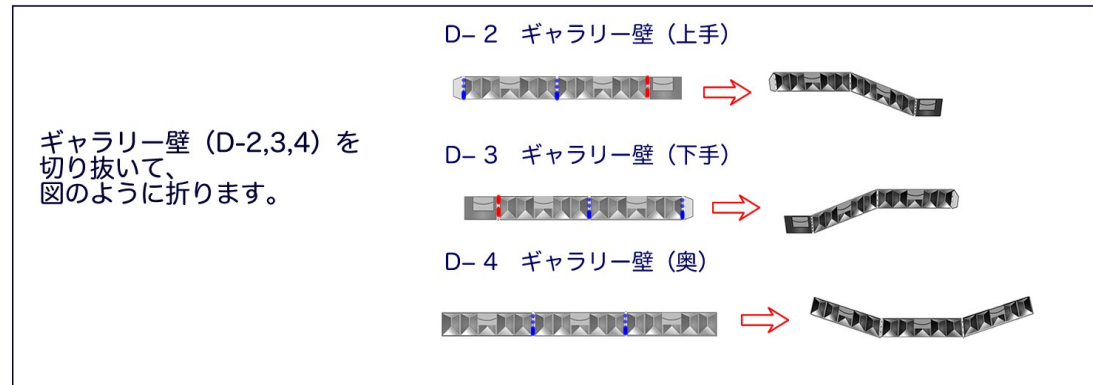 D−２　ギャラリー壁（上手）
ギャラリー壁（D-2,3,4）を
切り抜いて、
図のように折ります。
D−３　ギャラリー壁（下手）
D−４　ギャラリー壁（奥）